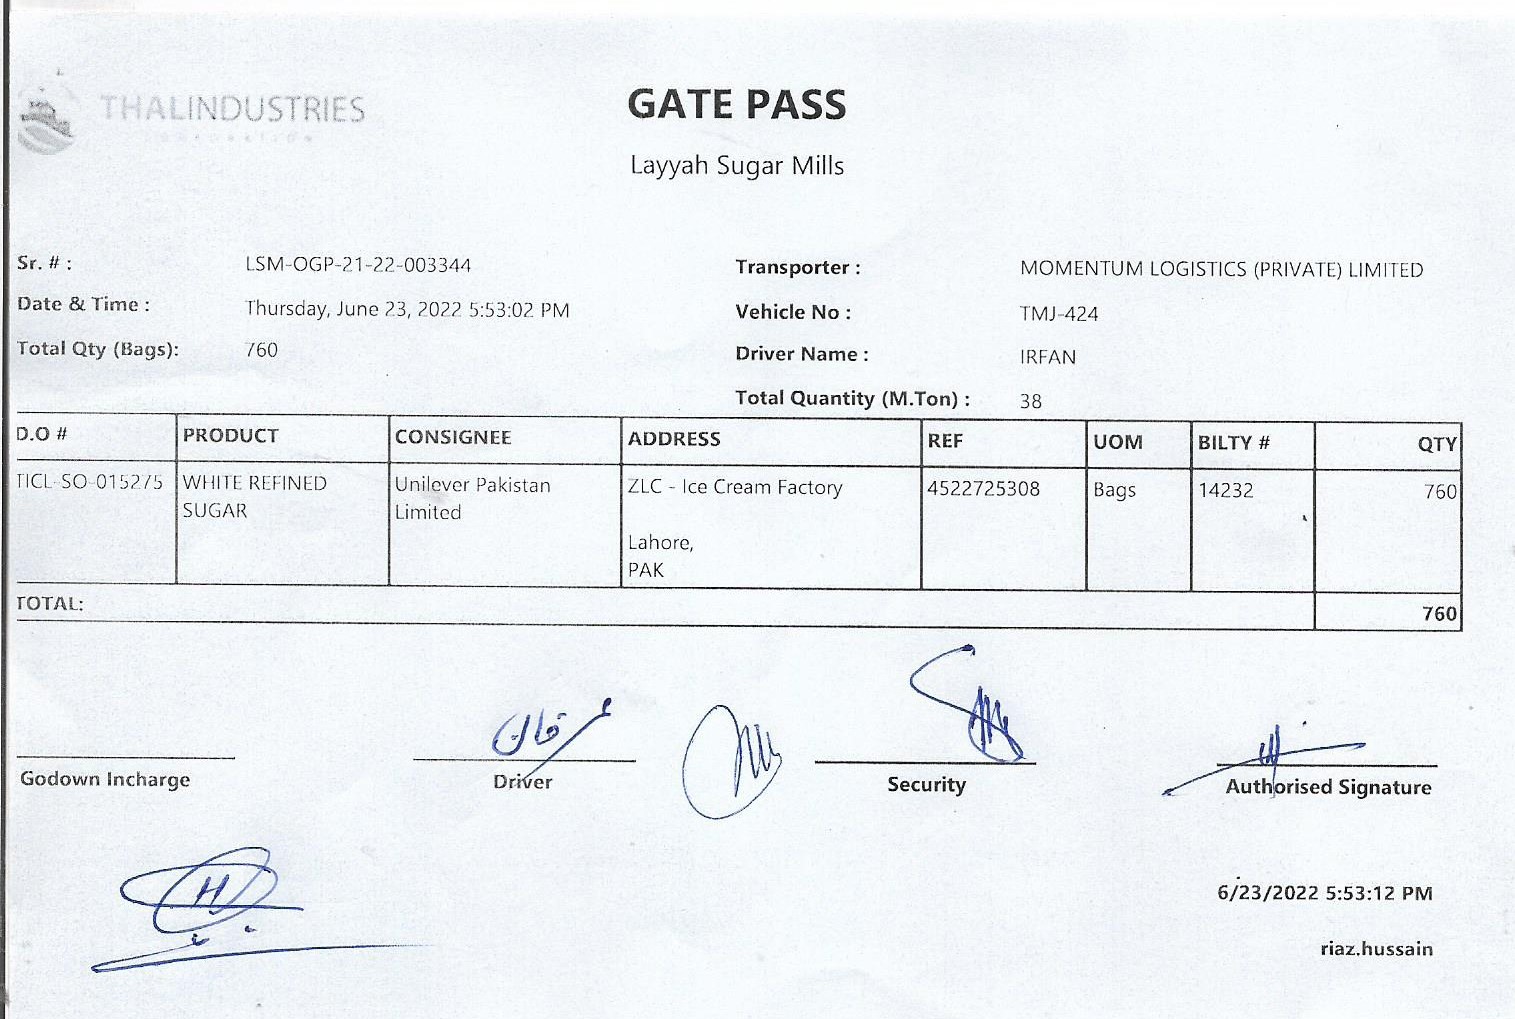 THALINDUSTRIES
GATE PASS
Layyah Sugar Mills
Sr. # : LSM-OGP-21-22-003344
Transporter : MOMENTUM LOGISTICS (PRIVATE) LIMITED
Date & Time : Thursday, June 23, 2022 5:53:02 PM
Vehicle No : TMJ-424
Total Qty (Bags): 760
Driver Name : IRFAN
Total Quantity (M.Ton) : 38
D.O # PRODUCT CONSIGNEE ADDRESS REF UOM BILTY # QTY
TICL-SO-015275 WHITE REFINED Unilever Pakistan ZLC - Ice Cream Factory 4522725308 Bags 14232 760
SUGAR Limited
Lahore,
PAK
TOTAL: 760
عرفان
Godown Incharge Driver Security Authorised Signature
6/23/2022 5:53:12 PM
riaz.hussain